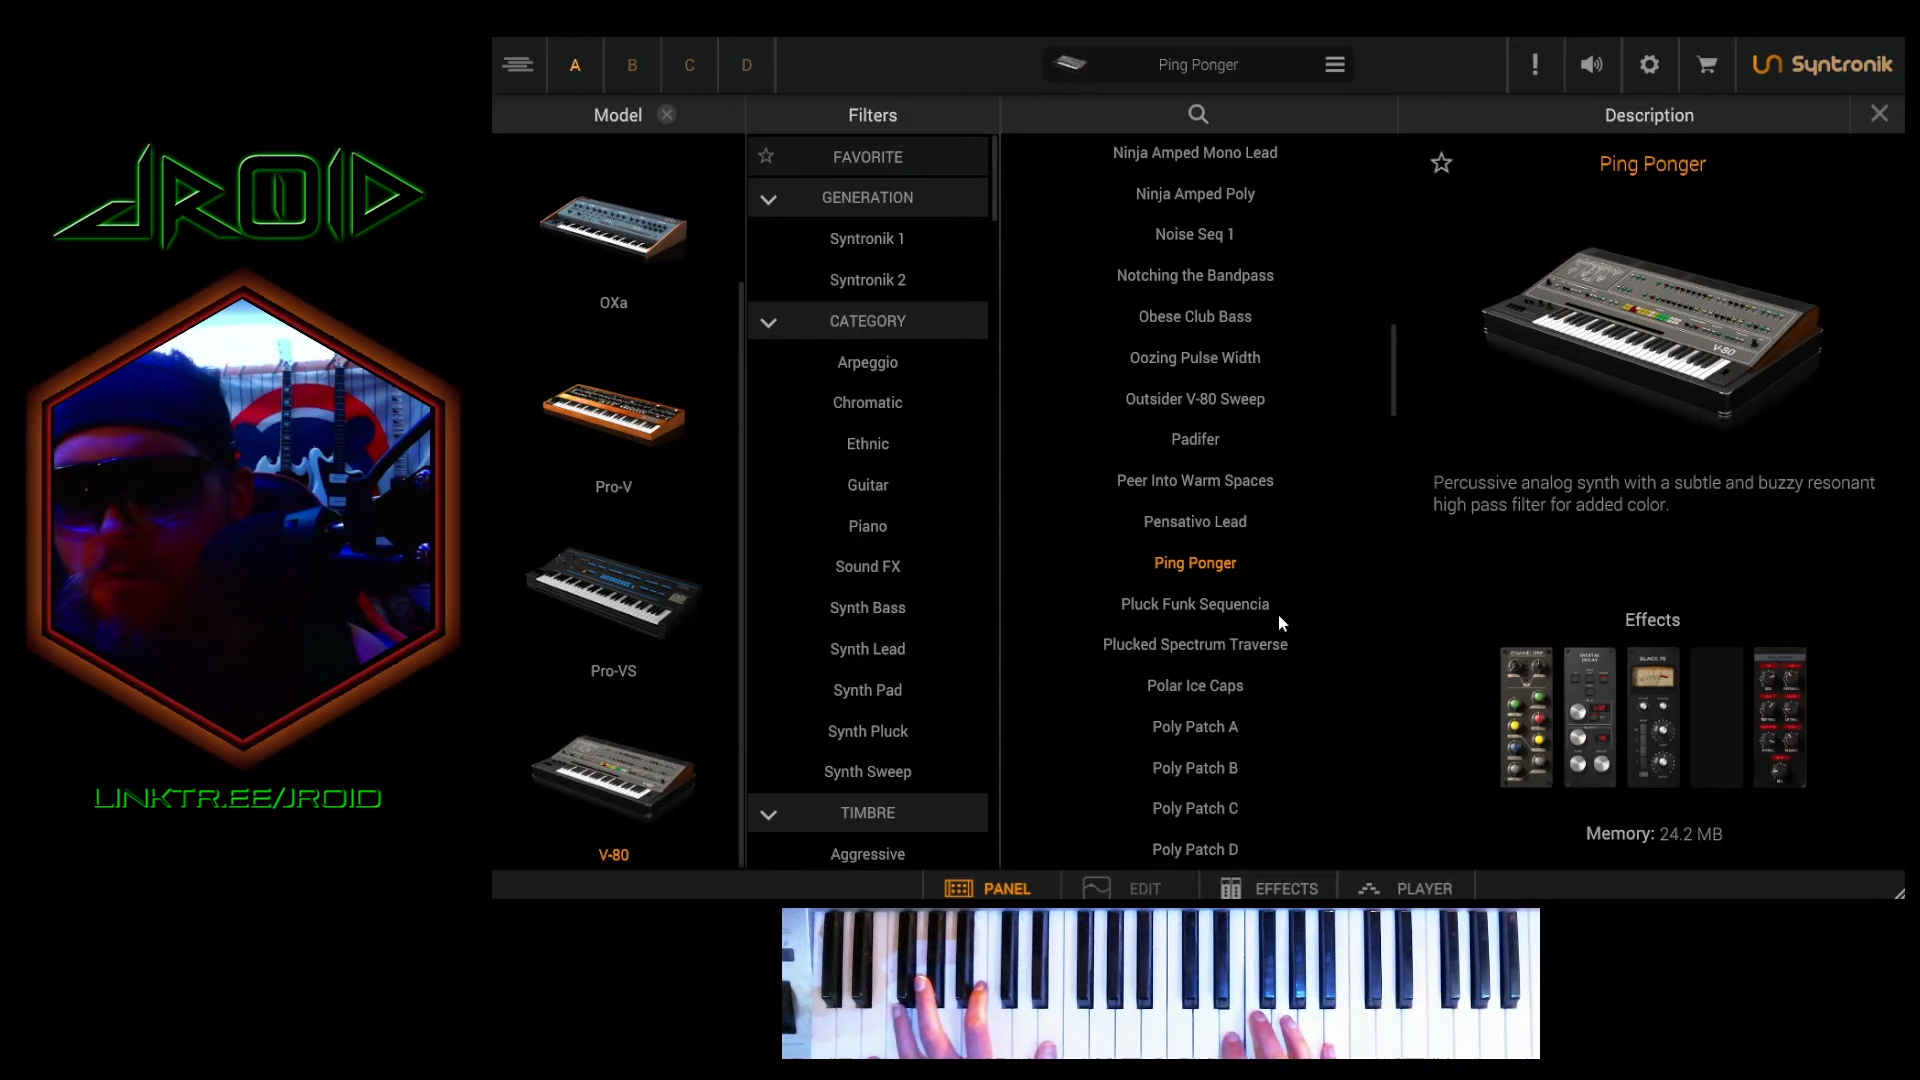 JROID
LINKTR.EE/JROID
A
B
C
D
Ping Ponger
Syntronik
Model
Filters
Description
OXa
Pro-V
Pro-VS
V-80
FAVORITE
GENERATION
Syntronik 1
Syntronik 2
CATEGORY
Arpeggio
Chromatic
Ethnic
Guitar
Piano
Sound FX
Synth Bass
Synth Lead
Synth Pad
Synth Pluck
Synth Sweep
TIMBRE
Aggressive
Ninja Amped Mono Lead
Ninja Amped Poly
Noise Seq 1
Notching the Bandpass
Obese Club Bass
Oozing Pulse Width
Outsider V-80 Sweep
Padifer
Peer Into Warm Spaces
Pensativo Lead
Ping Ponger
Pluck Funk Sequencia
Plucked Spectrum Traverse
Polar Ice Caps
Poly Patch A
Poly Patch B
Poly Patch C
Poly Patch D
Ping Ponger
V-80
Percussive analog synth with a subtle and buzzy resonant
high pass filter for added color.
Effects
CHANNEL STRIP
DIGITAL
DELAY
BLACK 76
Memory: 24.2 MB
PANEL
EDIT
EFFECTS
PLAYER